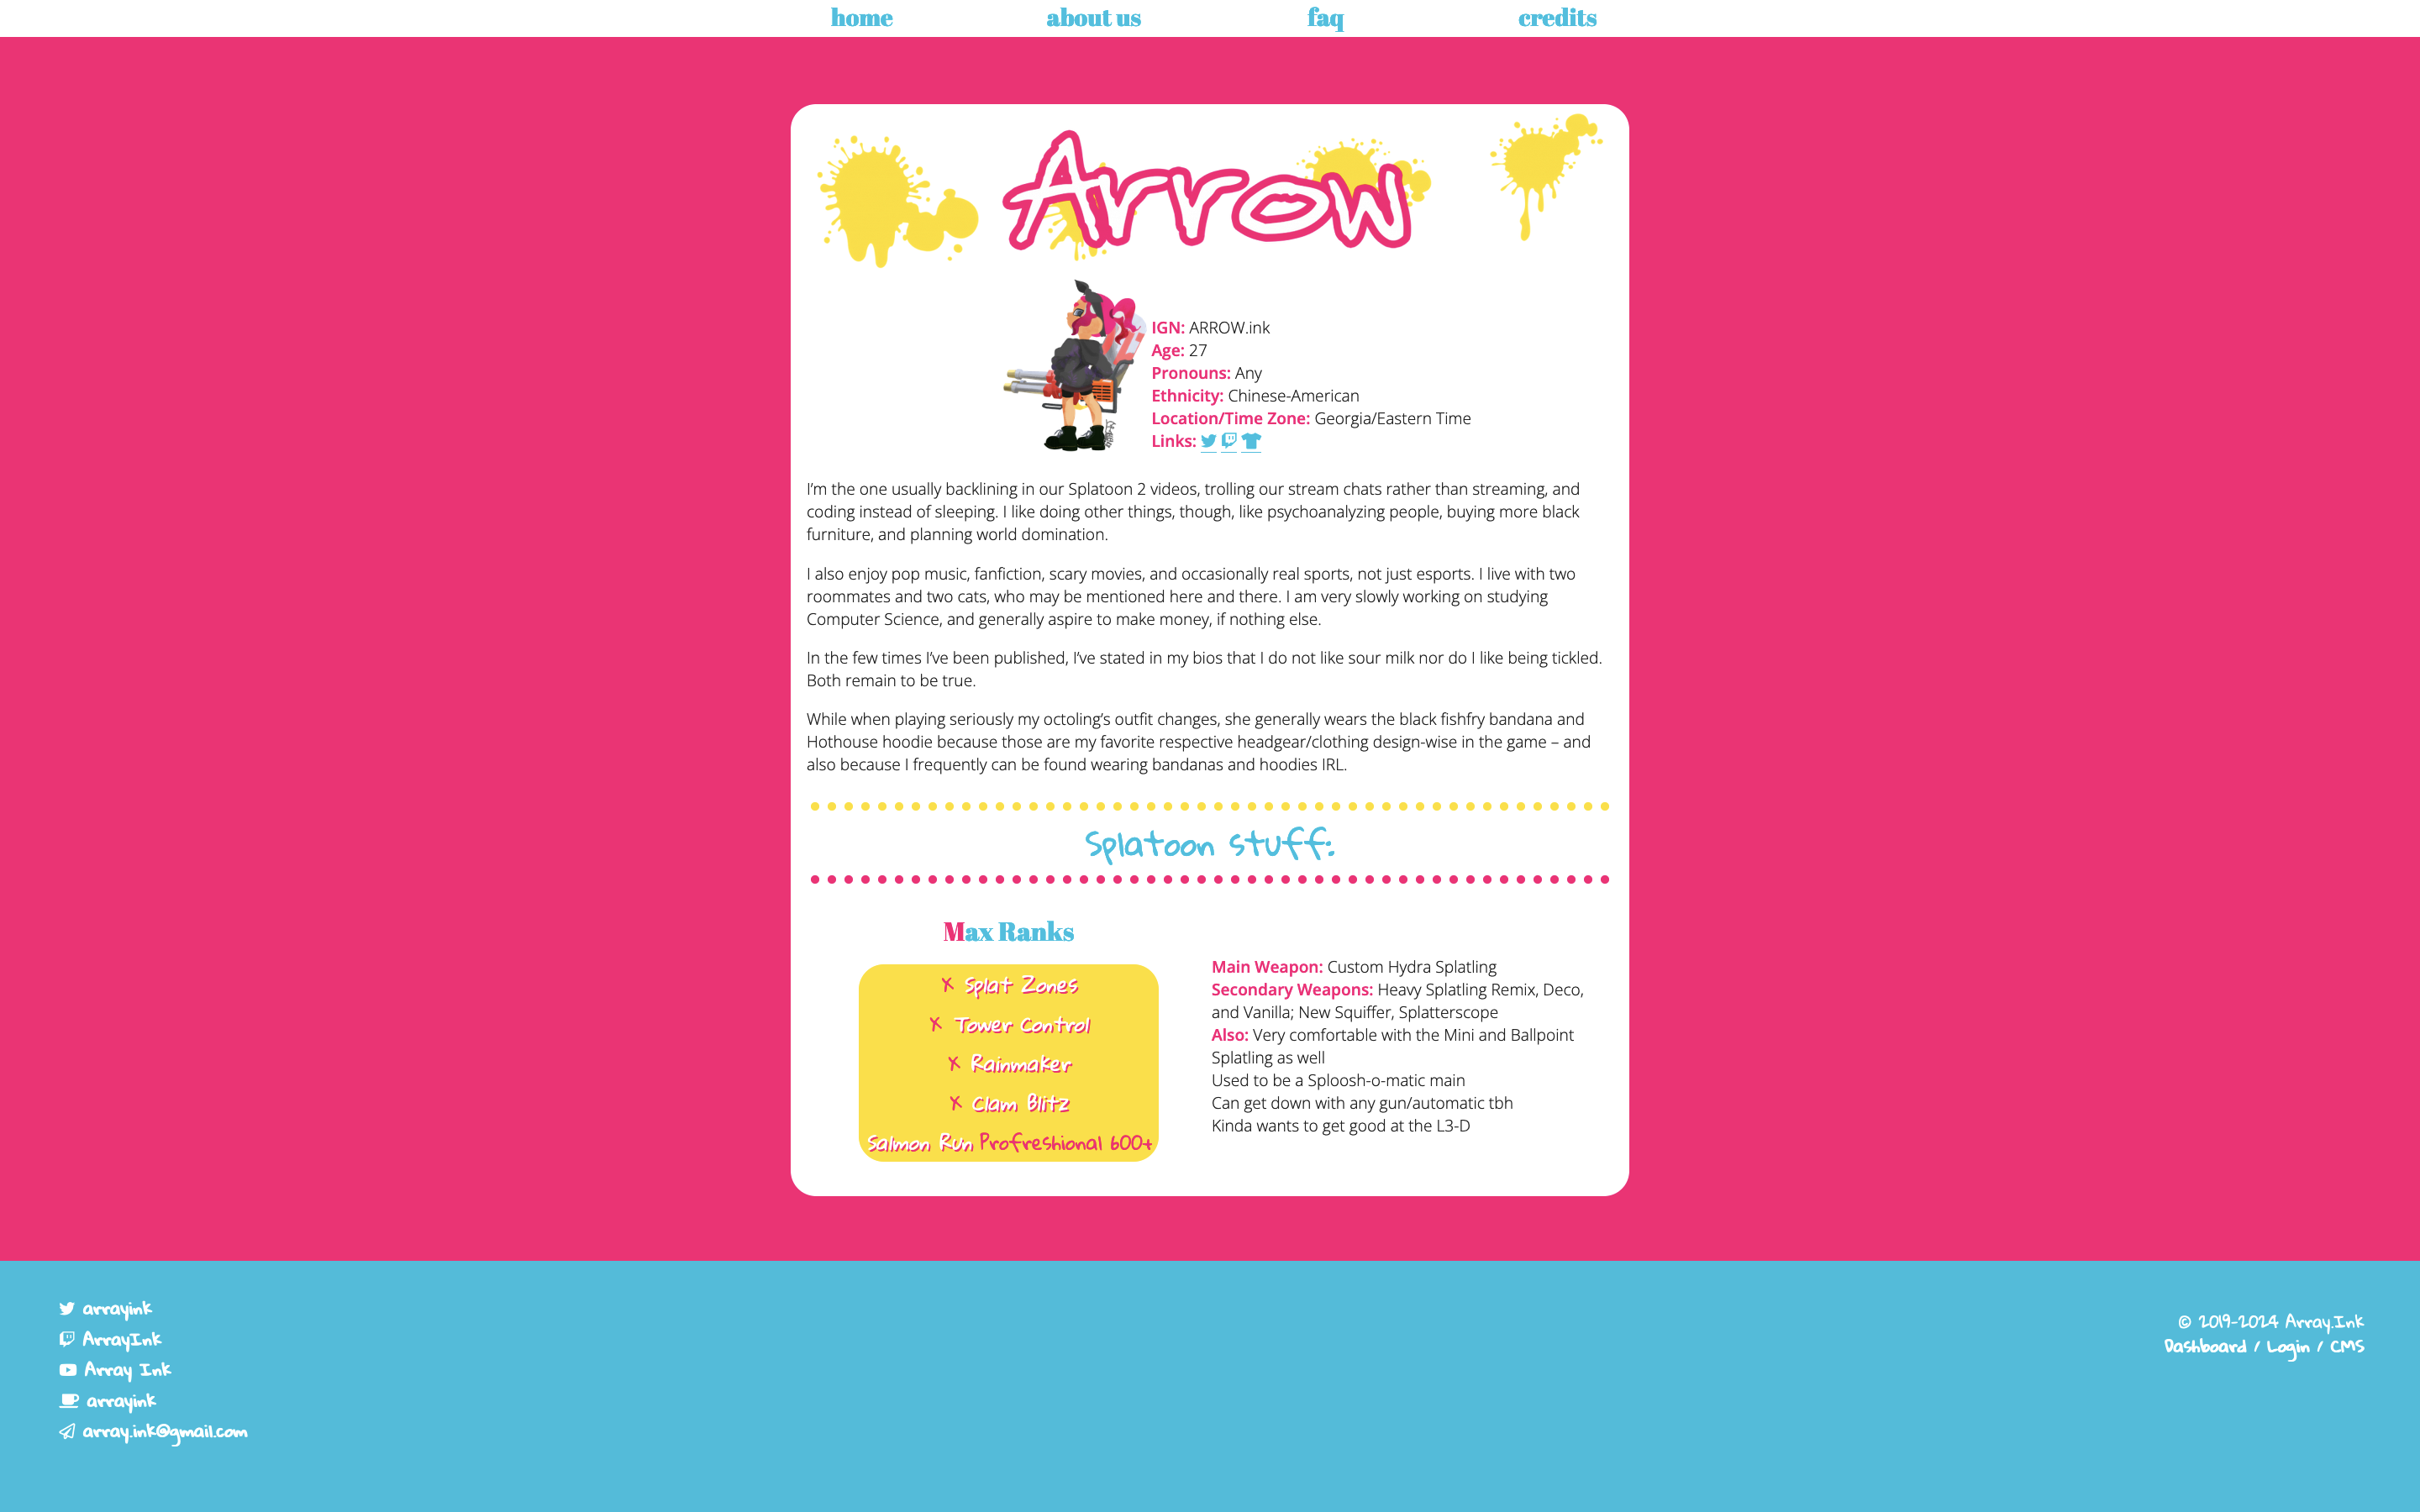 home about us faq credits
Arrow
IGN: ARROW.ink
Age: 27
Pronouns: Any
Ethnicity: Chinese-American
Location/Time Zone: Georgia/Eastern Time
Links:
I'm the one usually backlining in our Splatoon 2 videos, trolling our stream chats rather than streaming, and
coding instead of sleeping. I like doing other things, though, like psychoanalyzing people, buying more black
furniture, and planning world domination.
I also enjoy pop music, fanfiction, scary movies, and occasionally real sports, not just esports. I live with two
roommates and two cats, who may be mentioned here and there. I am very slowly working on studying
Computer Science, and generally aspire to make money, if nothing else.
In the few times I've been published, I've stated in my bios that I do not like sour milk nor do I like being tickled.
Both remain to be true.
While when playing seriously my octoling's outfit changes, she generally wears the black fishfry bandana and
Hothouse hoodie because those are my favorite respective headgear/clothing design-wise in the game – and
also because I frequently can be found wearing bandanas and hoodies IRL.
Splatoon stuff:
Max Ranks
X Splat Zones
X Tower Control
X Rainmaker
X Clam Blitz
Salmon Run Profreshional 600+
Main Weapon: Custom Hydra Splatling
Secondary Weapons: Heavy Splatling Remix, Deco,
and Vanilla; New Squiffer, Splatterscope
Also: Very comfortable with the Mini and Ballpoint
Splatling as well
Used to be a Sploosh-o-matic main
Can get down with any gun/automatic tbh
Kinda wants to get good at the L3-D
arrayink
ArrayInk
Array Ink
arrayink
array.ink@gmail.com
© 2019-2024 Array.Ink
Dashboard / Login / CMS